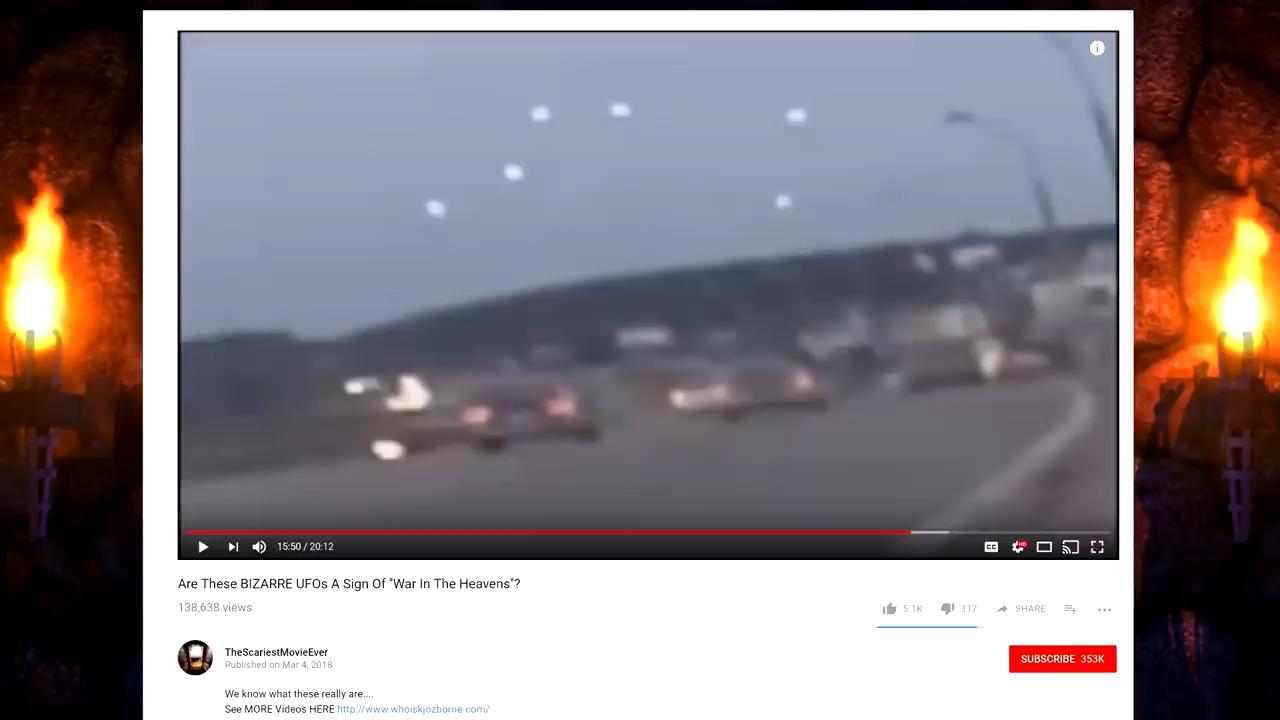 i
15:50 / 20:12
CC
HD
Are These BIZARRE UFOs A Sign Of "War In The Heavens"?
138,638 views
5.1K 317 SHARE
TheScariestMovieEver
Published on Mar 4, 2018
SUBSCRIBE 353K
We know what these really are....
See MORE Videos HERE http://www.whoiskjozborne.com/